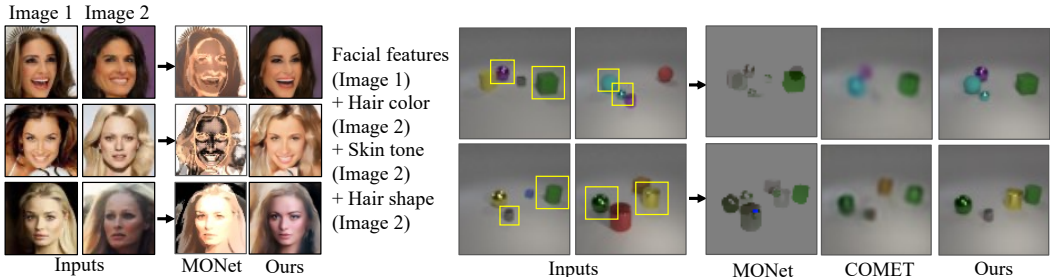 Image 1 Image 2
Facial features
(Image 1)
+ Hair color
(Image 2)
+ Skin tone
(Image 2)
+ Hair shape
(Image 2)
Inputs MONet Ours
Inputs MONet COMET Ours